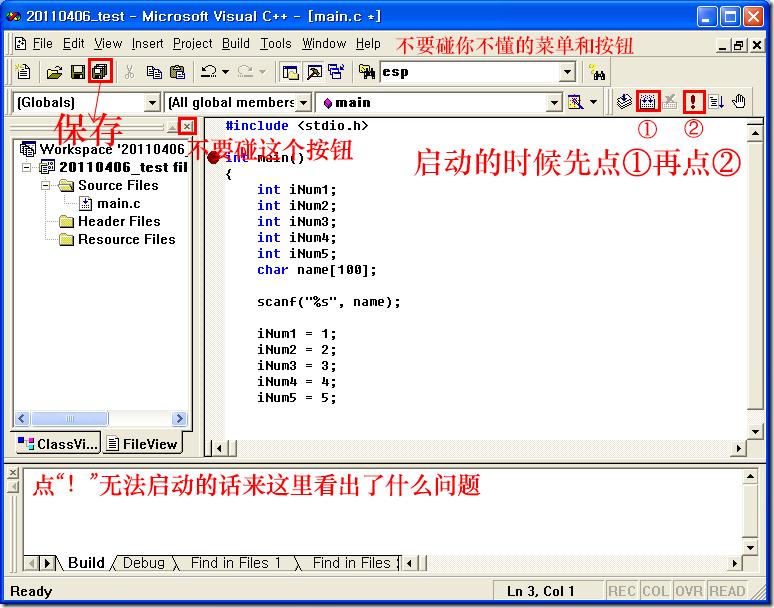 20110406_test - Microsoft Visual C++ - [main.c *]
File Edit View Insert Project Build Tools Window Help
不要碰你不懂的菜单和按钮
esp
(Globals)
(All global members
main
保存
①
②
不要碰这个按钮
启动的时候先点①再点②
Workspace '20110406_
20110406_test fil
Source Files
main.c
Header Files
Resource Files
ClassVi...
FileView
#include <stdio.h>
int main()
{
int iNum1;
int iNum2;
int iNum3;
int iNum4;
int iNum5;
char name[100];
scanf("%s", name);
iNum1 = 1;
iNum2 = 2;
iNum3 = 3;
iNum4 = 4;
iNum5 = 5;
点“！”无法启动的话来这里看出了什么问题
Build Debug Find in Files 1 Find in Files
Ready
Ln 3, Col 1
REC COL OVR READ